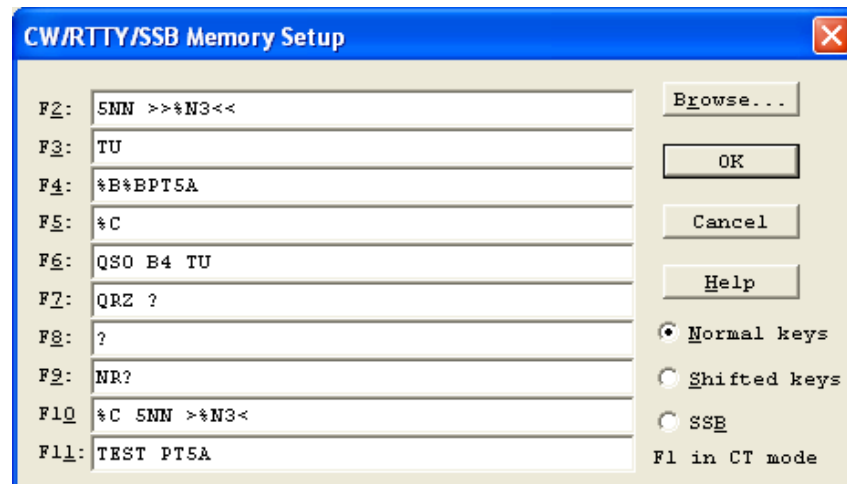 CW/RTTY/SSB Memory Setup
F2: 5NN >>%N3<<
F3: TU
F4: %B%BPT5A
F5: %C
F6: QSO B4 TU
F7: QRZ ?
F8: ?
F9: NR?
F10 %C 5NN >%N3<
F11: TEST PT5A
Browse...
OK
Cancel
Help
Normal keys
Shifted keys
SSB
F1 in CT mode